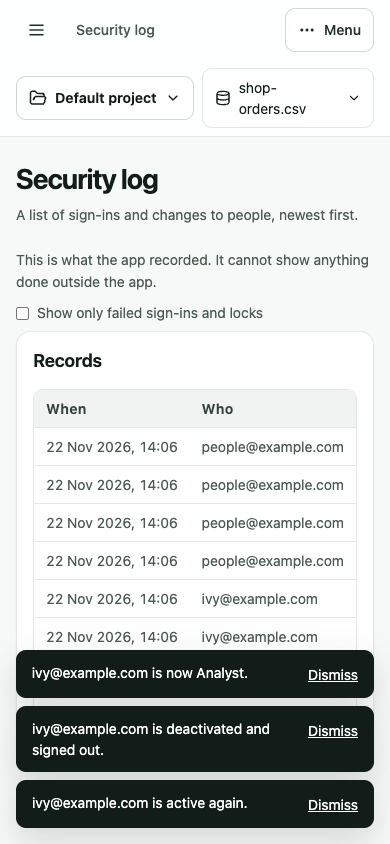 Security log
Menu
Default project
shop-
orders.csv
Security log
A list of sign-ins and changes to people, newest first.
This is what the app recorded. It cannot show anything
done outside the app.
Show only failed sign-ins and locks
Records
When Who
22 Nov 2026, 14:06 people@example.com
22 Nov 2026, 14:06 people@example.com
22 Nov 2026, 14:06 people@example.com
22 Nov 2026, 14:06 people@example.com
22 Nov 2026, 14:06 ivy@example.com
22 Nov 2026, 14:06 ivy@example.com
ivy@example.com is now Analyst. Dismiss
ivy@example.com is deactivated and Dismiss
signed out.
ivy@example.com is active again. Dismiss